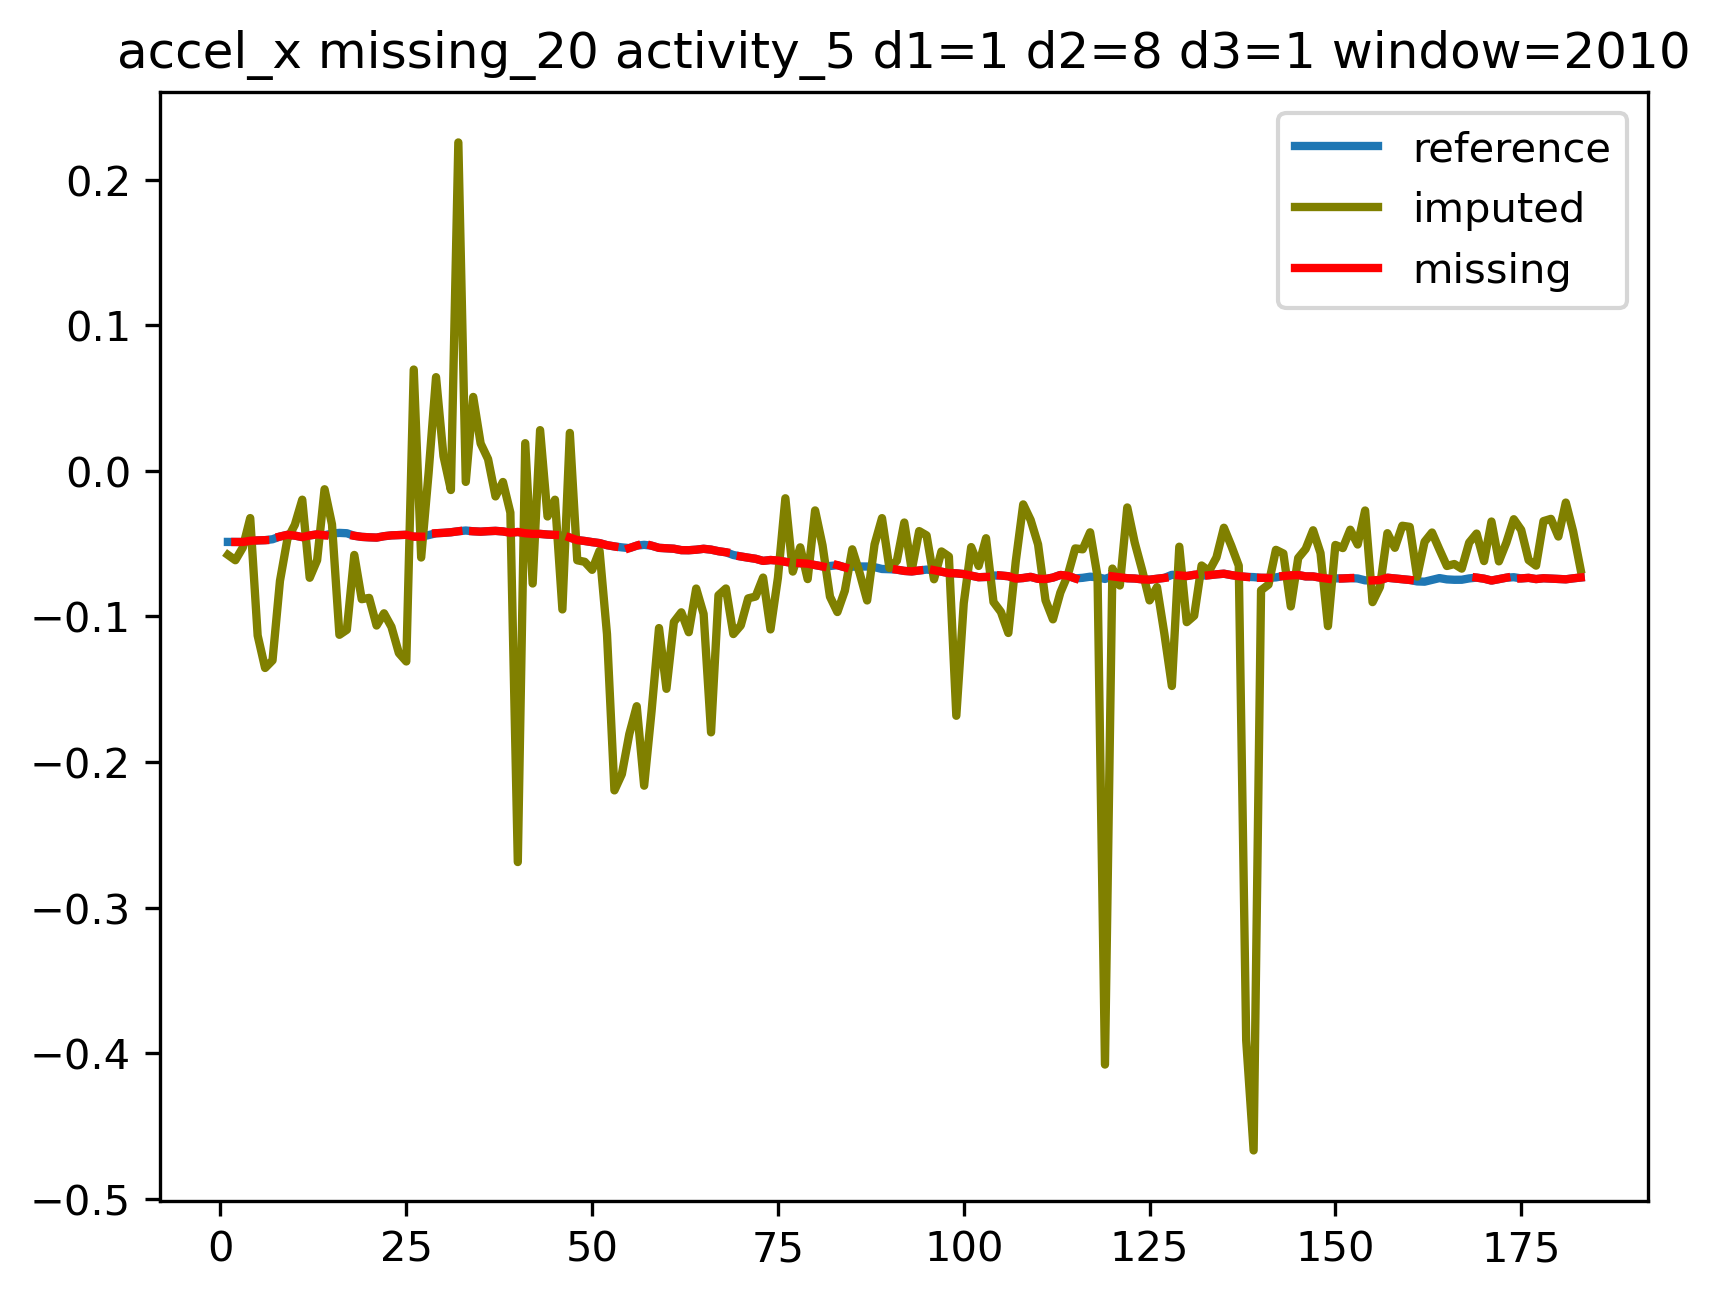 accel_x missing_20 activity_5 d1=1 d2=8 d3=1 window=2010
reference
imputed
missing
0.2
0.1
0.0
−0.1
−0.2
−0.3
−0.4
−0.5
0 25 50 75 100 125 150 175